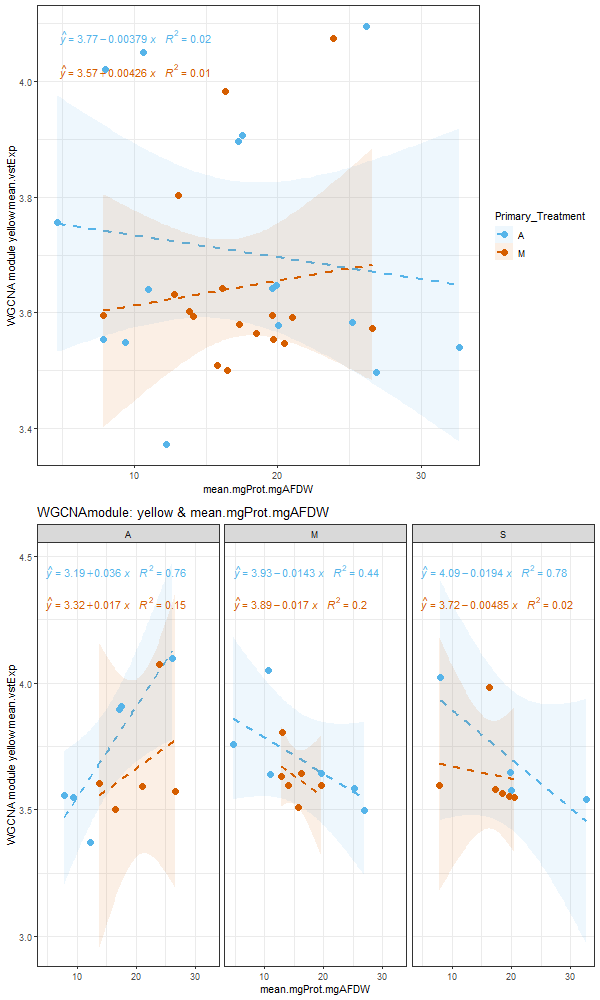 ŷ = 3.77 − 0.00379 x R² = 0.02
ŷ = 3.57 + 0.00426 x R² = 0.01
4.0
3.8
3.6
3.4
WGCNA module yellowmean.vstExp
10 20 30
mean.mgProt.mgAFDW
Primary_Treatment
A
M
WGCNAmodule: yellow & mean.mgProt.mgAFDW
A M S
ŷ = 3.19 + 0.036 x R² = 0.76 ŷ = 3.93 − 0.0143 x R² = 0.44 ŷ = 4.09 − 0.0194 x R² = 0.78
ŷ = 3.32 + 0.017 x R² = 0.15 ŷ = 3.89 − 0.017 x R² = 0.2 ŷ = 3.72 − 0.00485 x R² = 0.02
4.5
4.0
3.5
3.0
WGCNA module yellowmean.vstExp
10 20 30 10 20 30 10 20 30
mean.mgProt.mgAFDW